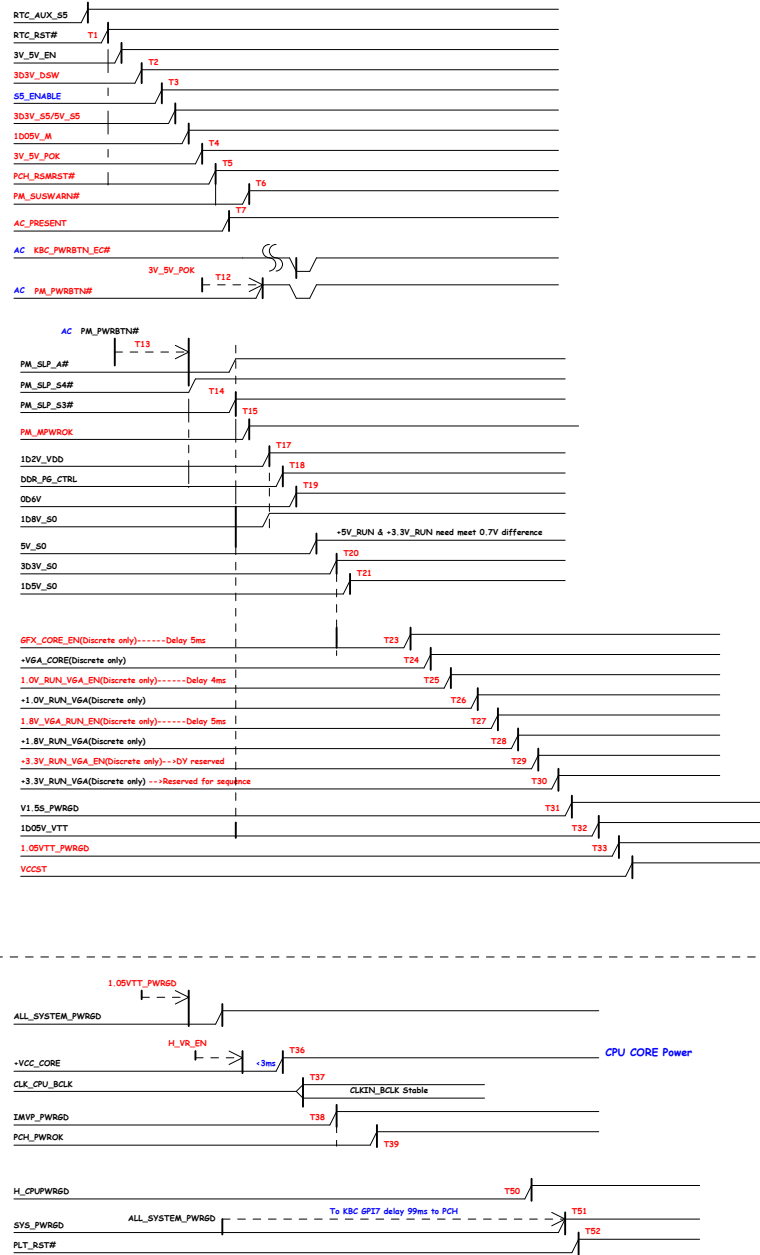 RTC_AUX_S5
RTC_RST#
T1
3V_5V_EN
T2
3D3V_DSW
T3
S5_ENABLE
3D3V_S5/5V_S5
1D05V_M
T4
3V_5V_POK
T5
PCH_RSMRST#
T6
PM_SUSWARN#
T7
AC_PRESENT
AC KBC_PWRBTN_EC#
3V_5V_POK
T12
AC PM_PWRBTN#
AC PM_PWRBTN#
T13
PM_SLP_A#
PM_SLP_S4#
T14
PM_SLP_S3#
T15
PM_MPWROK
T17
1D2V_VDD
T18
DDR_PG_CTRL
T19
0D6V
1D8V_S0
+5V_RUN & +3.3V_RUN need meet 0.7V difference
5V_S0
T20
3D3V_S0
T21
1D5V_S0
GFX_CORE_EN(Discrete only)------Delay 5ms
T23
+VGA_CORE(Discrete only)
T24
1.0V_RUN_VGA_EN(Discrete only)------Delay 4ms
T25
+1.0V_RUN_VGA(Discrete only)
T26
1.8V_VGA_RUN_EN(Discrete only)------Delay 5ms
T27
+1.8V_RUN_VGA(Discrete only)
T28
+3.3V_RUN_VGA_EN(Discrete only)-->DY reserved
T29
+3.3V_RUN_VGA(Discrete only) -->Reserved for sequence
T30
V1.5S_PWRGD
T31
1D05V_VTT
T32
1.05VTT_PWRGD
T33
VCCST
1.05VTT_PWRGD
ALL_SYSTEM_PWRGD
H_VR_EN
T36
CPU CORE Power
+VCC_CORE
<3ms
T37
CLK_CPU_BCLK
CLKIN_BCLK Stable
IMVP_PWRGD
T38
PCH_PWROK
T39
H_CPUPWRGD
T50
To KBC GPI7 delay 99ms to PCH
T51
ALL_SYSTEM_PWRGD
SYS_PWRGD
T52
PLT_RST#